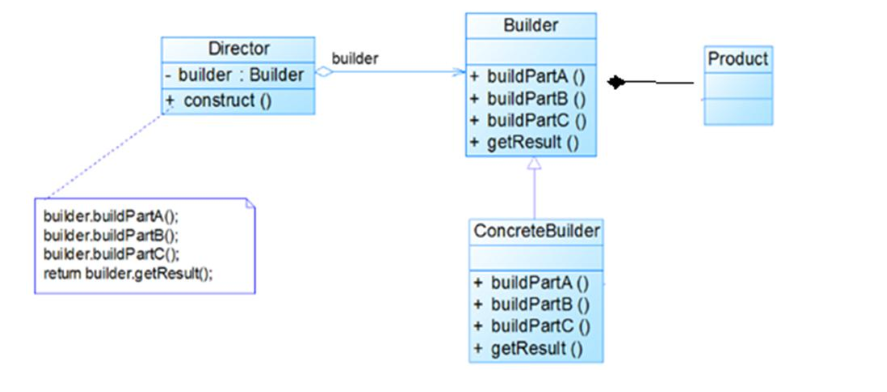 Director
- builder : Builder
+ construct ()
builder
Builder
+ buildPartA ()
+ buildPartB ()
+ buildPartC ()
+ getResult ()
Product
builder.buildPartA();
builder.buildPartB();
builder.buildPartC();
return builder.getResult();
ConcreteBuilder
+ buildPartA ()
+ buildPartB ()
+ buildPartC ()
+ getResult ()